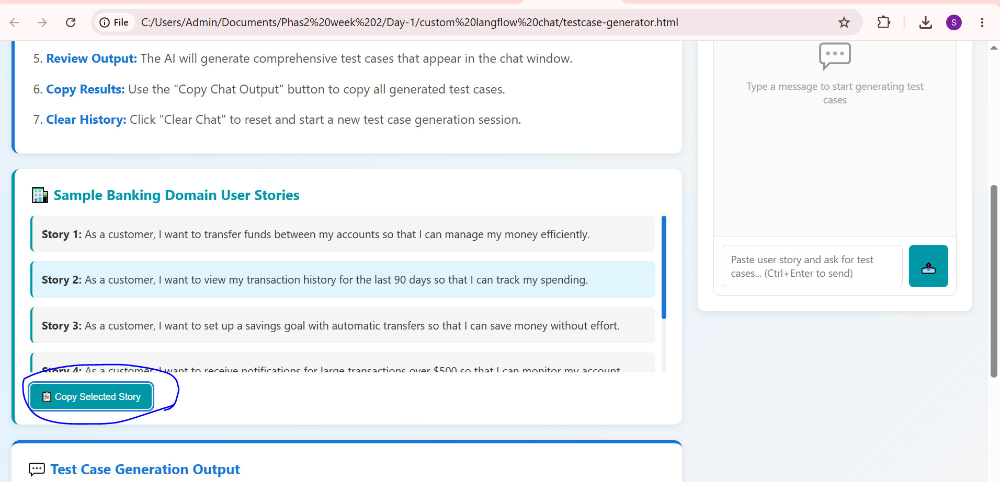 File
C:/Users/Admin/Documents/Phas2%20week%202/Day-1/custom%20langflow%20chat/testcase-generator.html
S
5. Review Output: The AI will generate comprehensive test cases that appear in the chat window.
6. Copy Results: Use the "Copy Chat Output" button to copy all generated test cases.
7. Clear History: Click "Clear Chat" to reset and start a new test case generation session.
Sample Banking Domain User Stories
Story 1: As a customer, I want to transfer funds between my accounts so that I can manage my money efficiently.
Story 2: As a customer, I want to view my transaction history for the last 90 days so that I can track my spending.
Story 3: As a customer, I want to set up a savings goal with automatic transfers so that I can save money without effort.
Story 4: As a customer, I want to receive notifications for large transactions over $500 so that I can monitor my account.
Copy Selected Story
Test Case Generation Output
Type a message to start generating test
cases
Paste user story and ask for test
cases... (Ctrl+Enter to send)